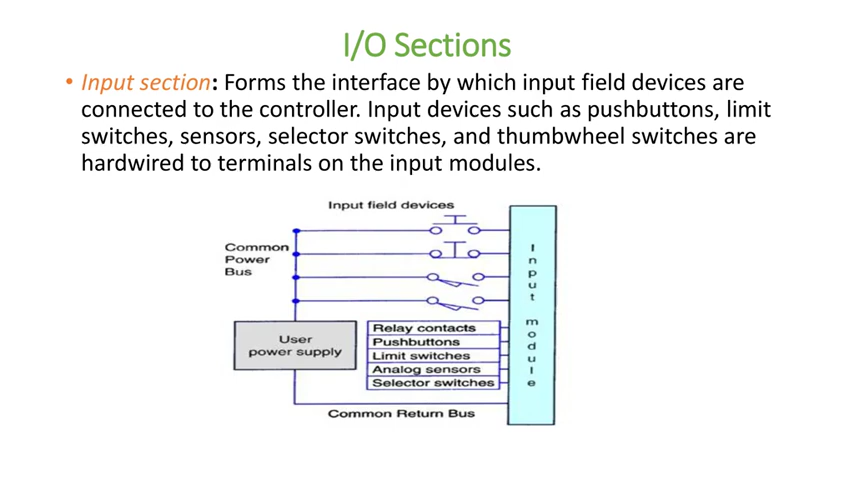 I/O Sections
• Input section: Forms the interface by which input field devices are
connected to the controller. Input devices such as pushbuttons, limit
switches, sensors, selector switches, and thumbwheel switches are
hardwired to terminals on the input modules.
Input field devices
Common
Power
Bus
Input module
User
power supply
Relay contacts
Pushbuttons
Limit switches
Analog sensors
Selector switches
Common Return Bus